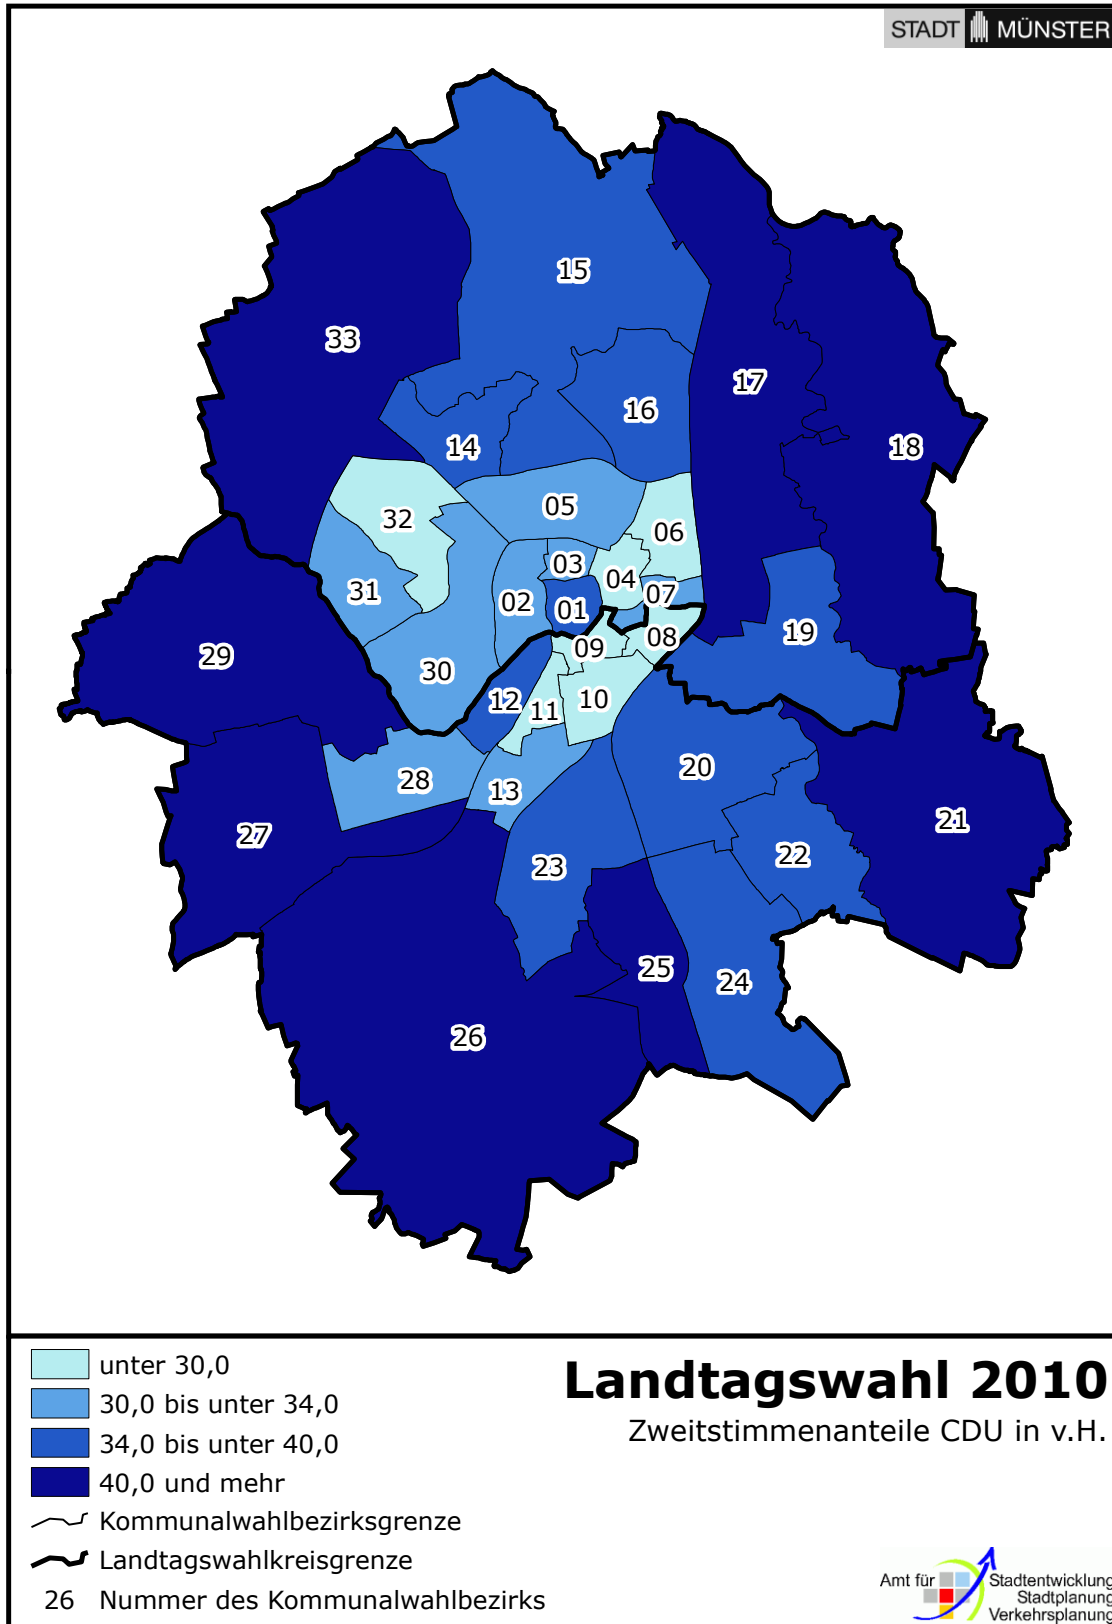 STADT MÜNSTER
15
33
17
16
18
14
05
32
06
03
04
31
07
02
01
19
08
09
29
30
12
10
11
20
28
13
21
27
22
23
25
24
26
unter 30,0
30,0 bis unter 34,0
34,0 bis unter 40,0
40,0 und mehr
Kommunalwahlbezirksgrenze
Landtagswahlkreisgrenze
26 Nummer des Kommunalwahlbezirks
Landtagswahl 2010
Zweitstimmenanteile CDU in v.H.
Amt für Stadtentwicklung
Stadtplanung
Verkehrsplanung